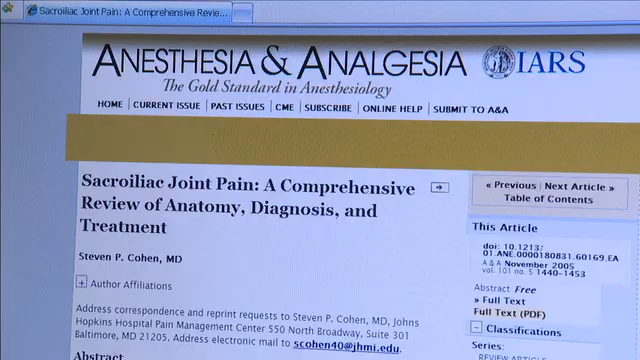 Sacroiliac Joint Pain: A Comprehensive Revie...
ANESTHESIA & ANALGESIA IARS
The Gold Standard in Anesthesiology
HOME | CURRENT ISSUE | PAST ISSUES | CME | SUBSCRIBE | ONLINE HELP | SUBMIT TO A&A
Sacroiliac Joint Pain: A Comprehensive
Review of Anatomy, Diagnosis, and
Treatment
Steven P. Cohen, MD
Author Affiliations
Address correspondence and reprint requests to Steven P. Cohen, MD, Johns
Hopkins Hospital Pain Management Center 550 North Broadway, Suite 301
Baltimore, MD 21205. Address electronic mail to scohen40@jhmi.edu.
Abstract
« Previous | Next Article »
Table of Contents
This Article
doi: 10.1213/
01.ANE.0000180831.60169.EA
A & A November 2005
vol. 101 no. 5 1440-1453
Abstract Free
» Full Text
Full Text (PDF)
Classifications
Series:
REVIEW ARTICLE